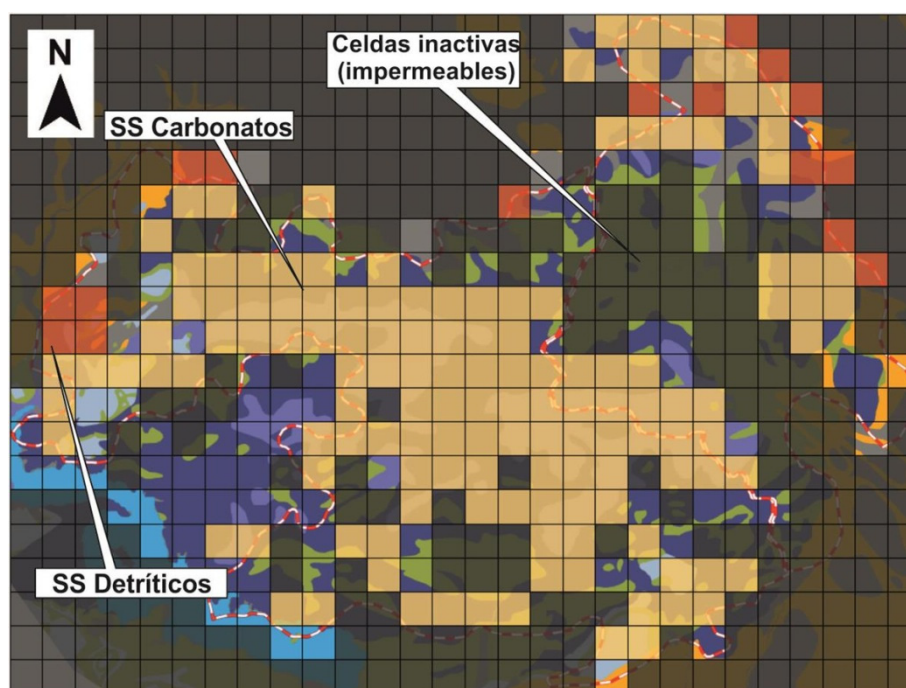 N
Celdas inactivas
(impermeables)
SS Carbonatos
SS Detríticos